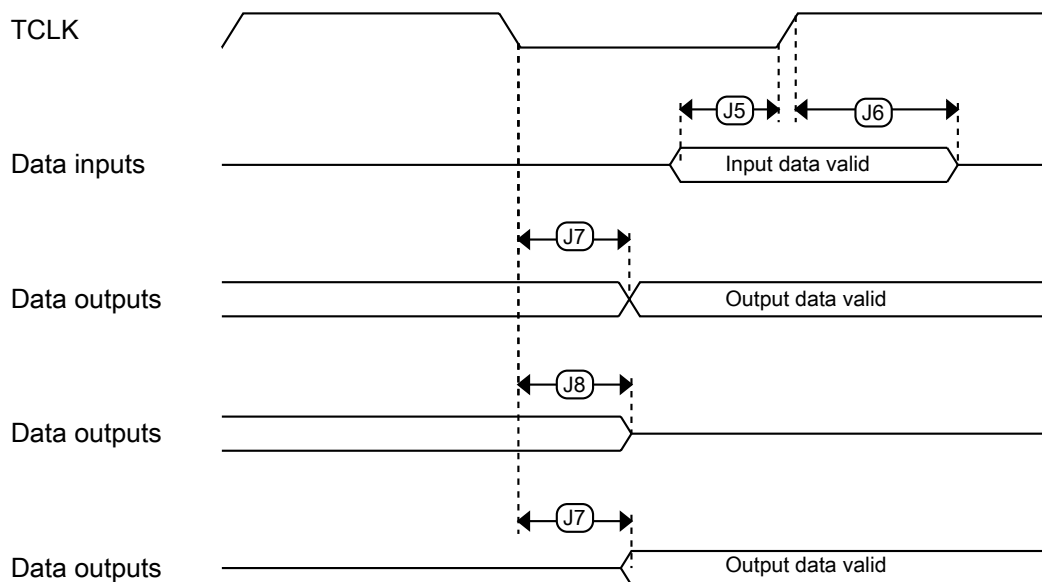 TCLK
J5
J6
Data inputs
Input data valid
J7
Data outputs
Output data valid
J8
Data outputs
J7
Data outputs
Output data valid